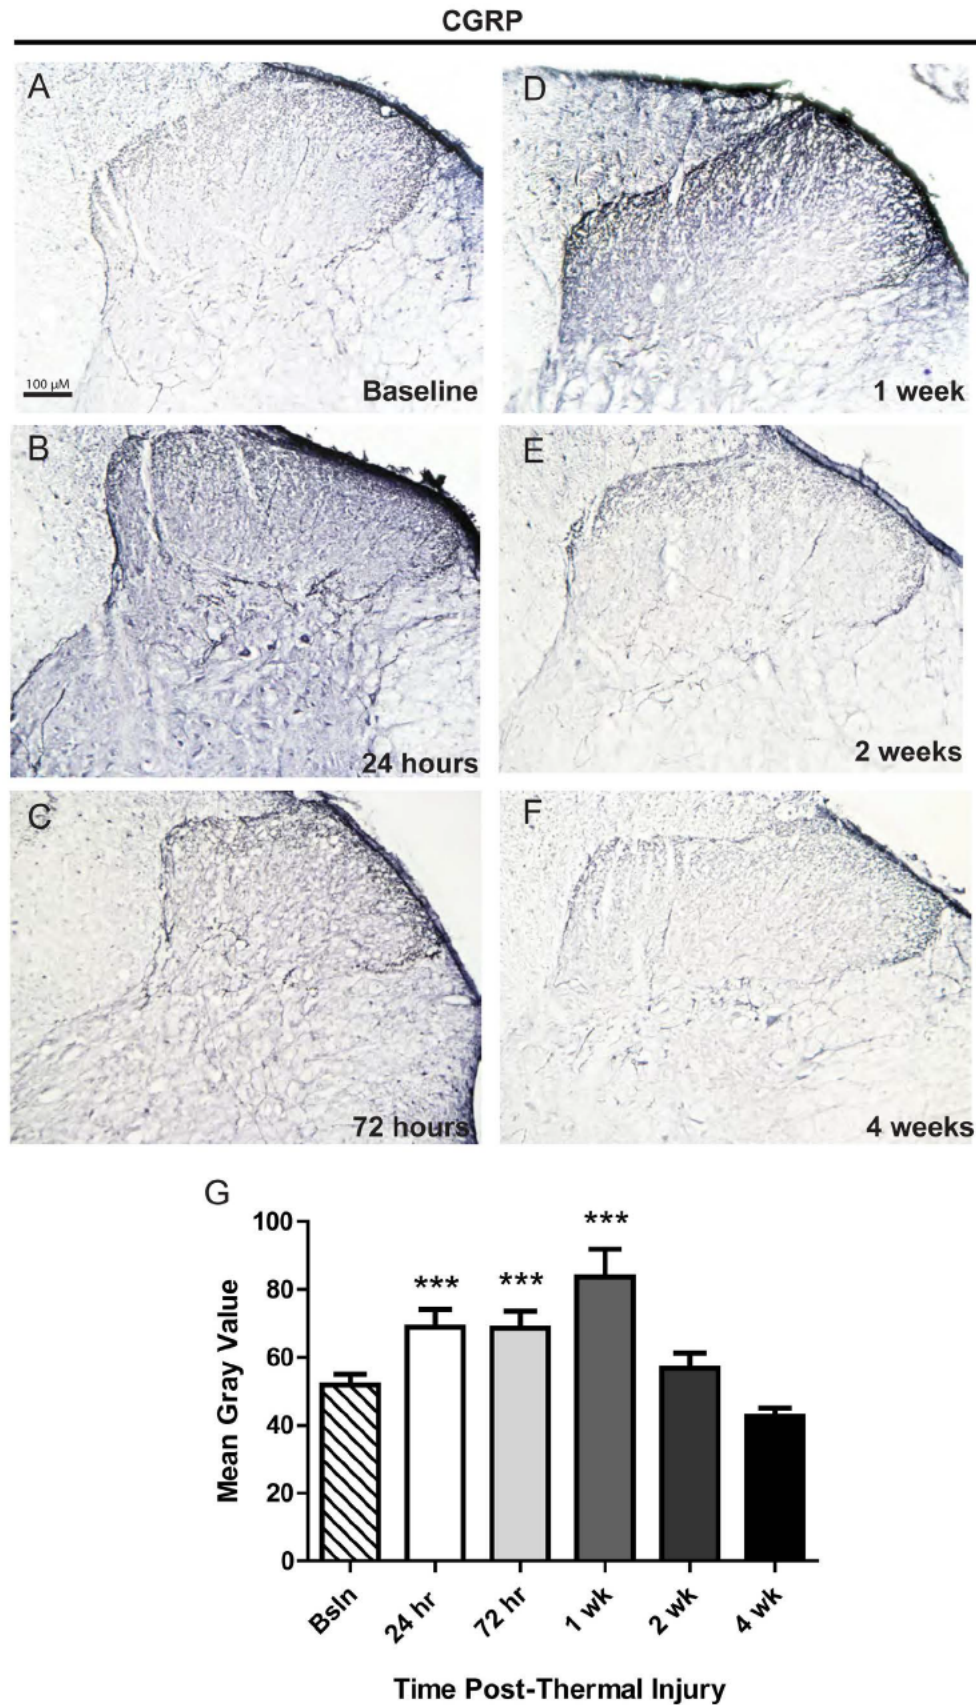 CGRP
A
Baseline
100 µM
D
1 week
B
24 hours
E
2 weeks
C
72 hours
F
4 weeks
G
Mean Gray Value
100
80
60
40
20
0
***
***
***
Bsln
24 hr
72 hr
1 wk
2 wk
4 wk
Time Post-Thermal Injury